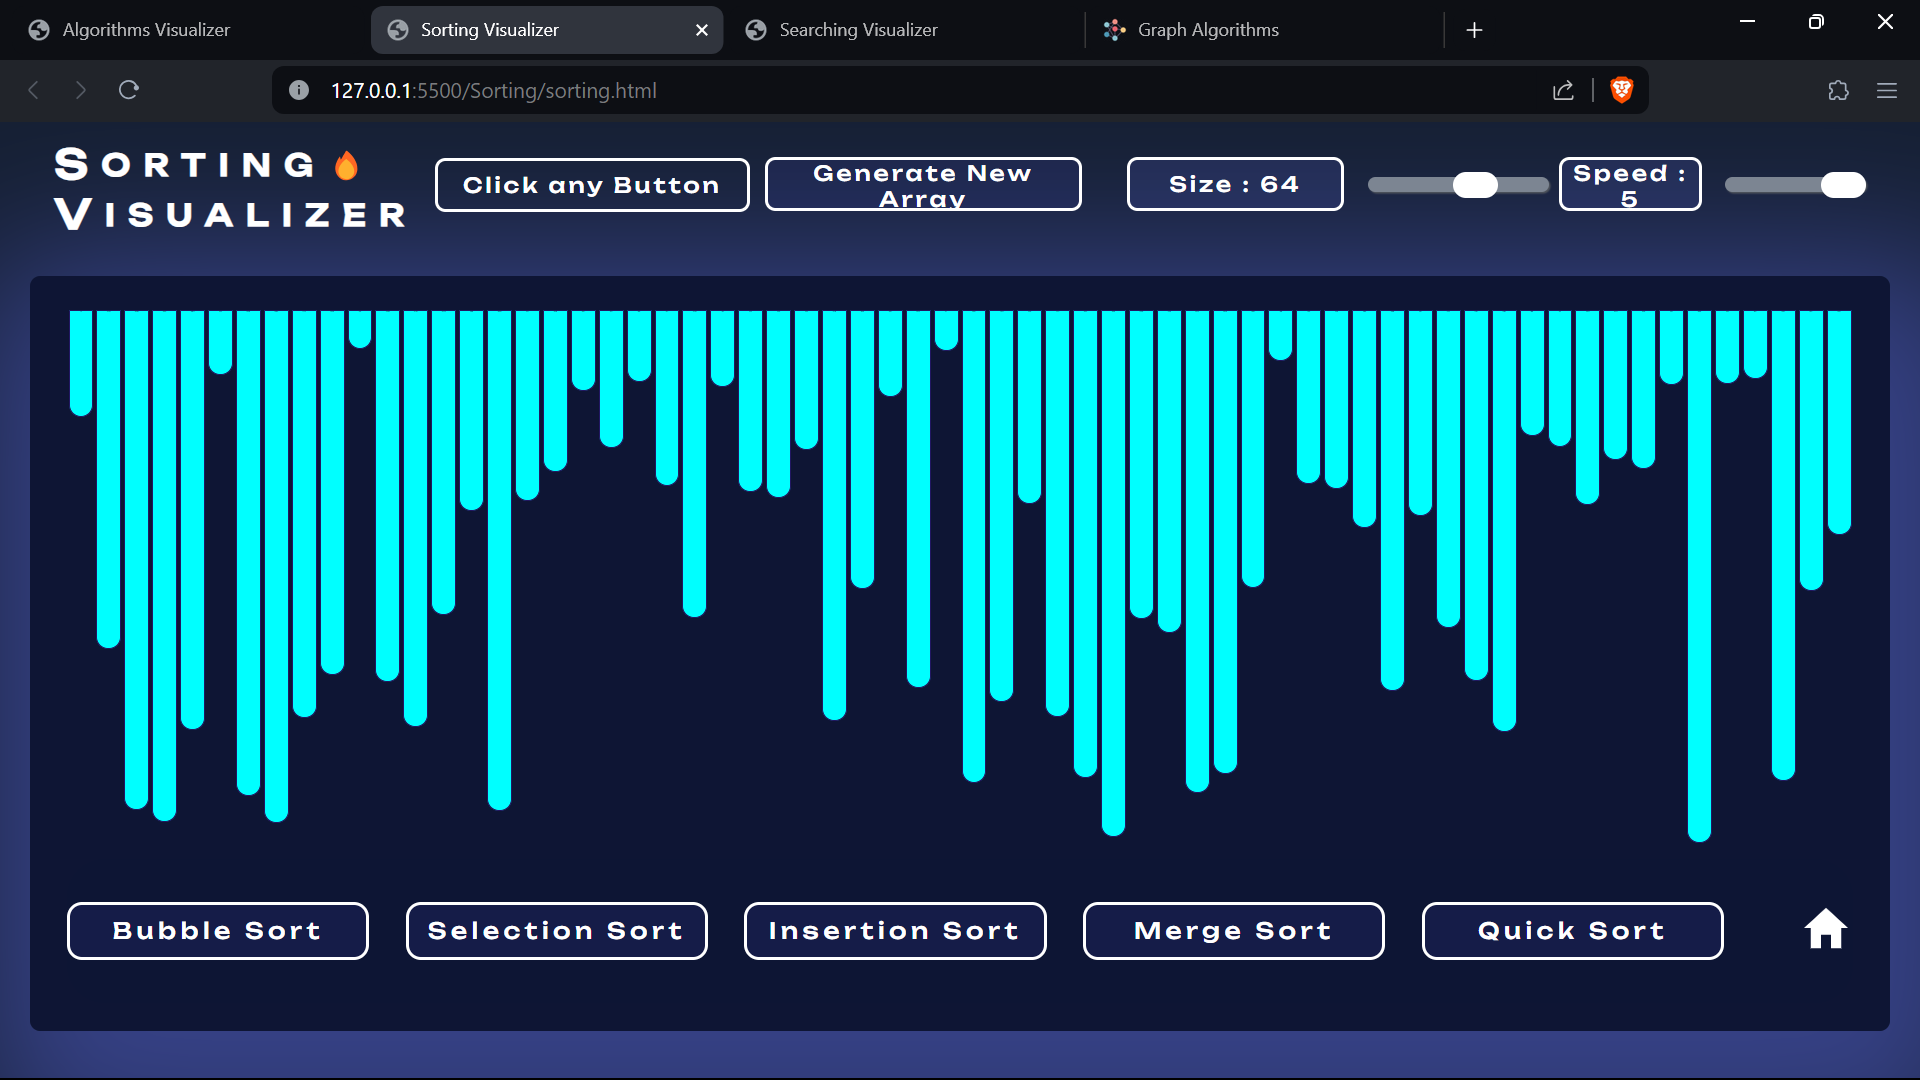 Algorithms Visualizer
Sorting Visualizer
Searching Visualizer
Graph Algorithms
127.0.0.1:5500/Sorting/sorting.html
SORTING🔥
VISUALIZER
Click any Button
Generate New
Array
Size : 64
Speed :
5
Bubble Sort
Selection Sort
Insertion Sort
Merge Sort
Quick Sort